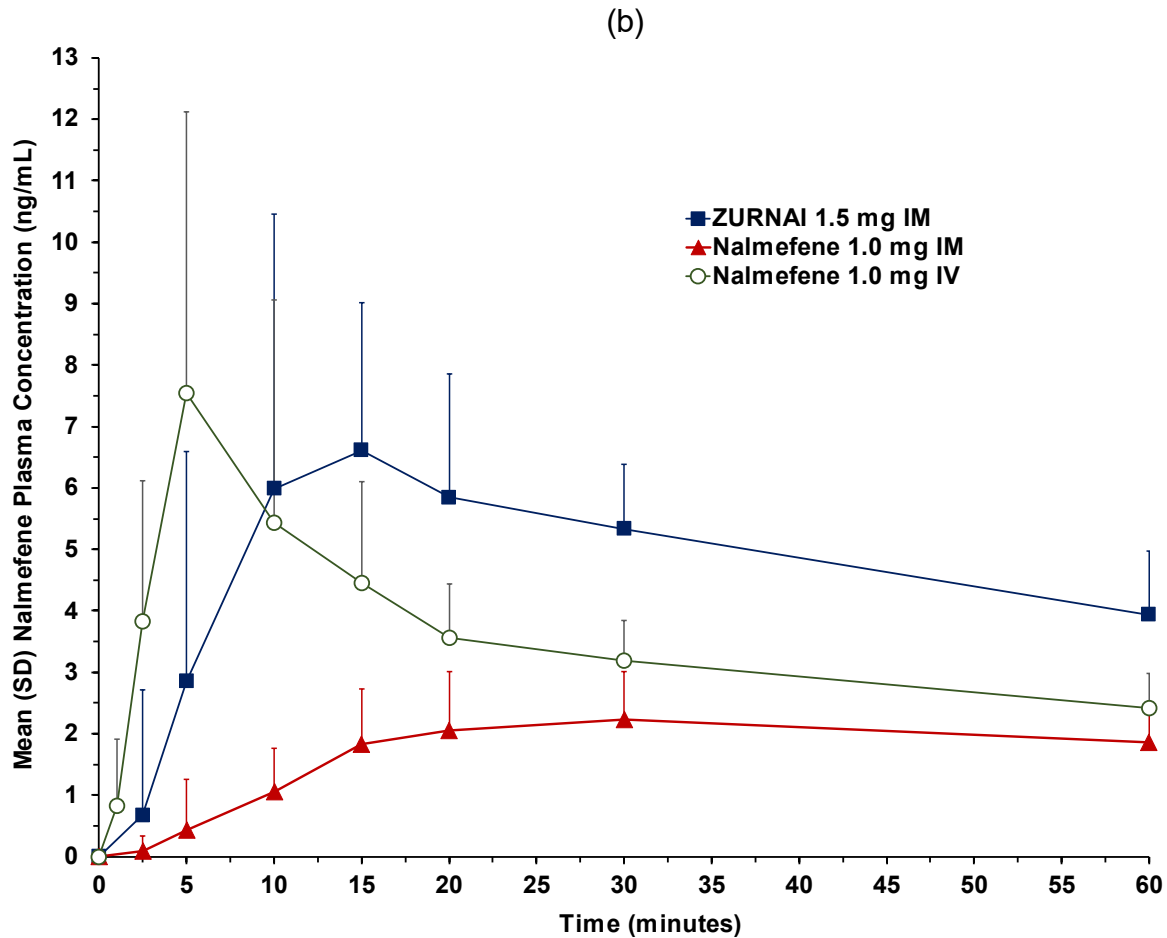 (b)
13
12
11
10
9
8
7
6
5
4
3
2
1
0
Mean (SD) Nalmefene Plasma Concentration (ng/mL)
ZURNAI 1.5 mg IM
Nalmefene 1.0 mg IM
Nalmefene 1.0 mg IV
0 5 10 15 20 25 30 35 40 45 50 55 60
Time (minutes)